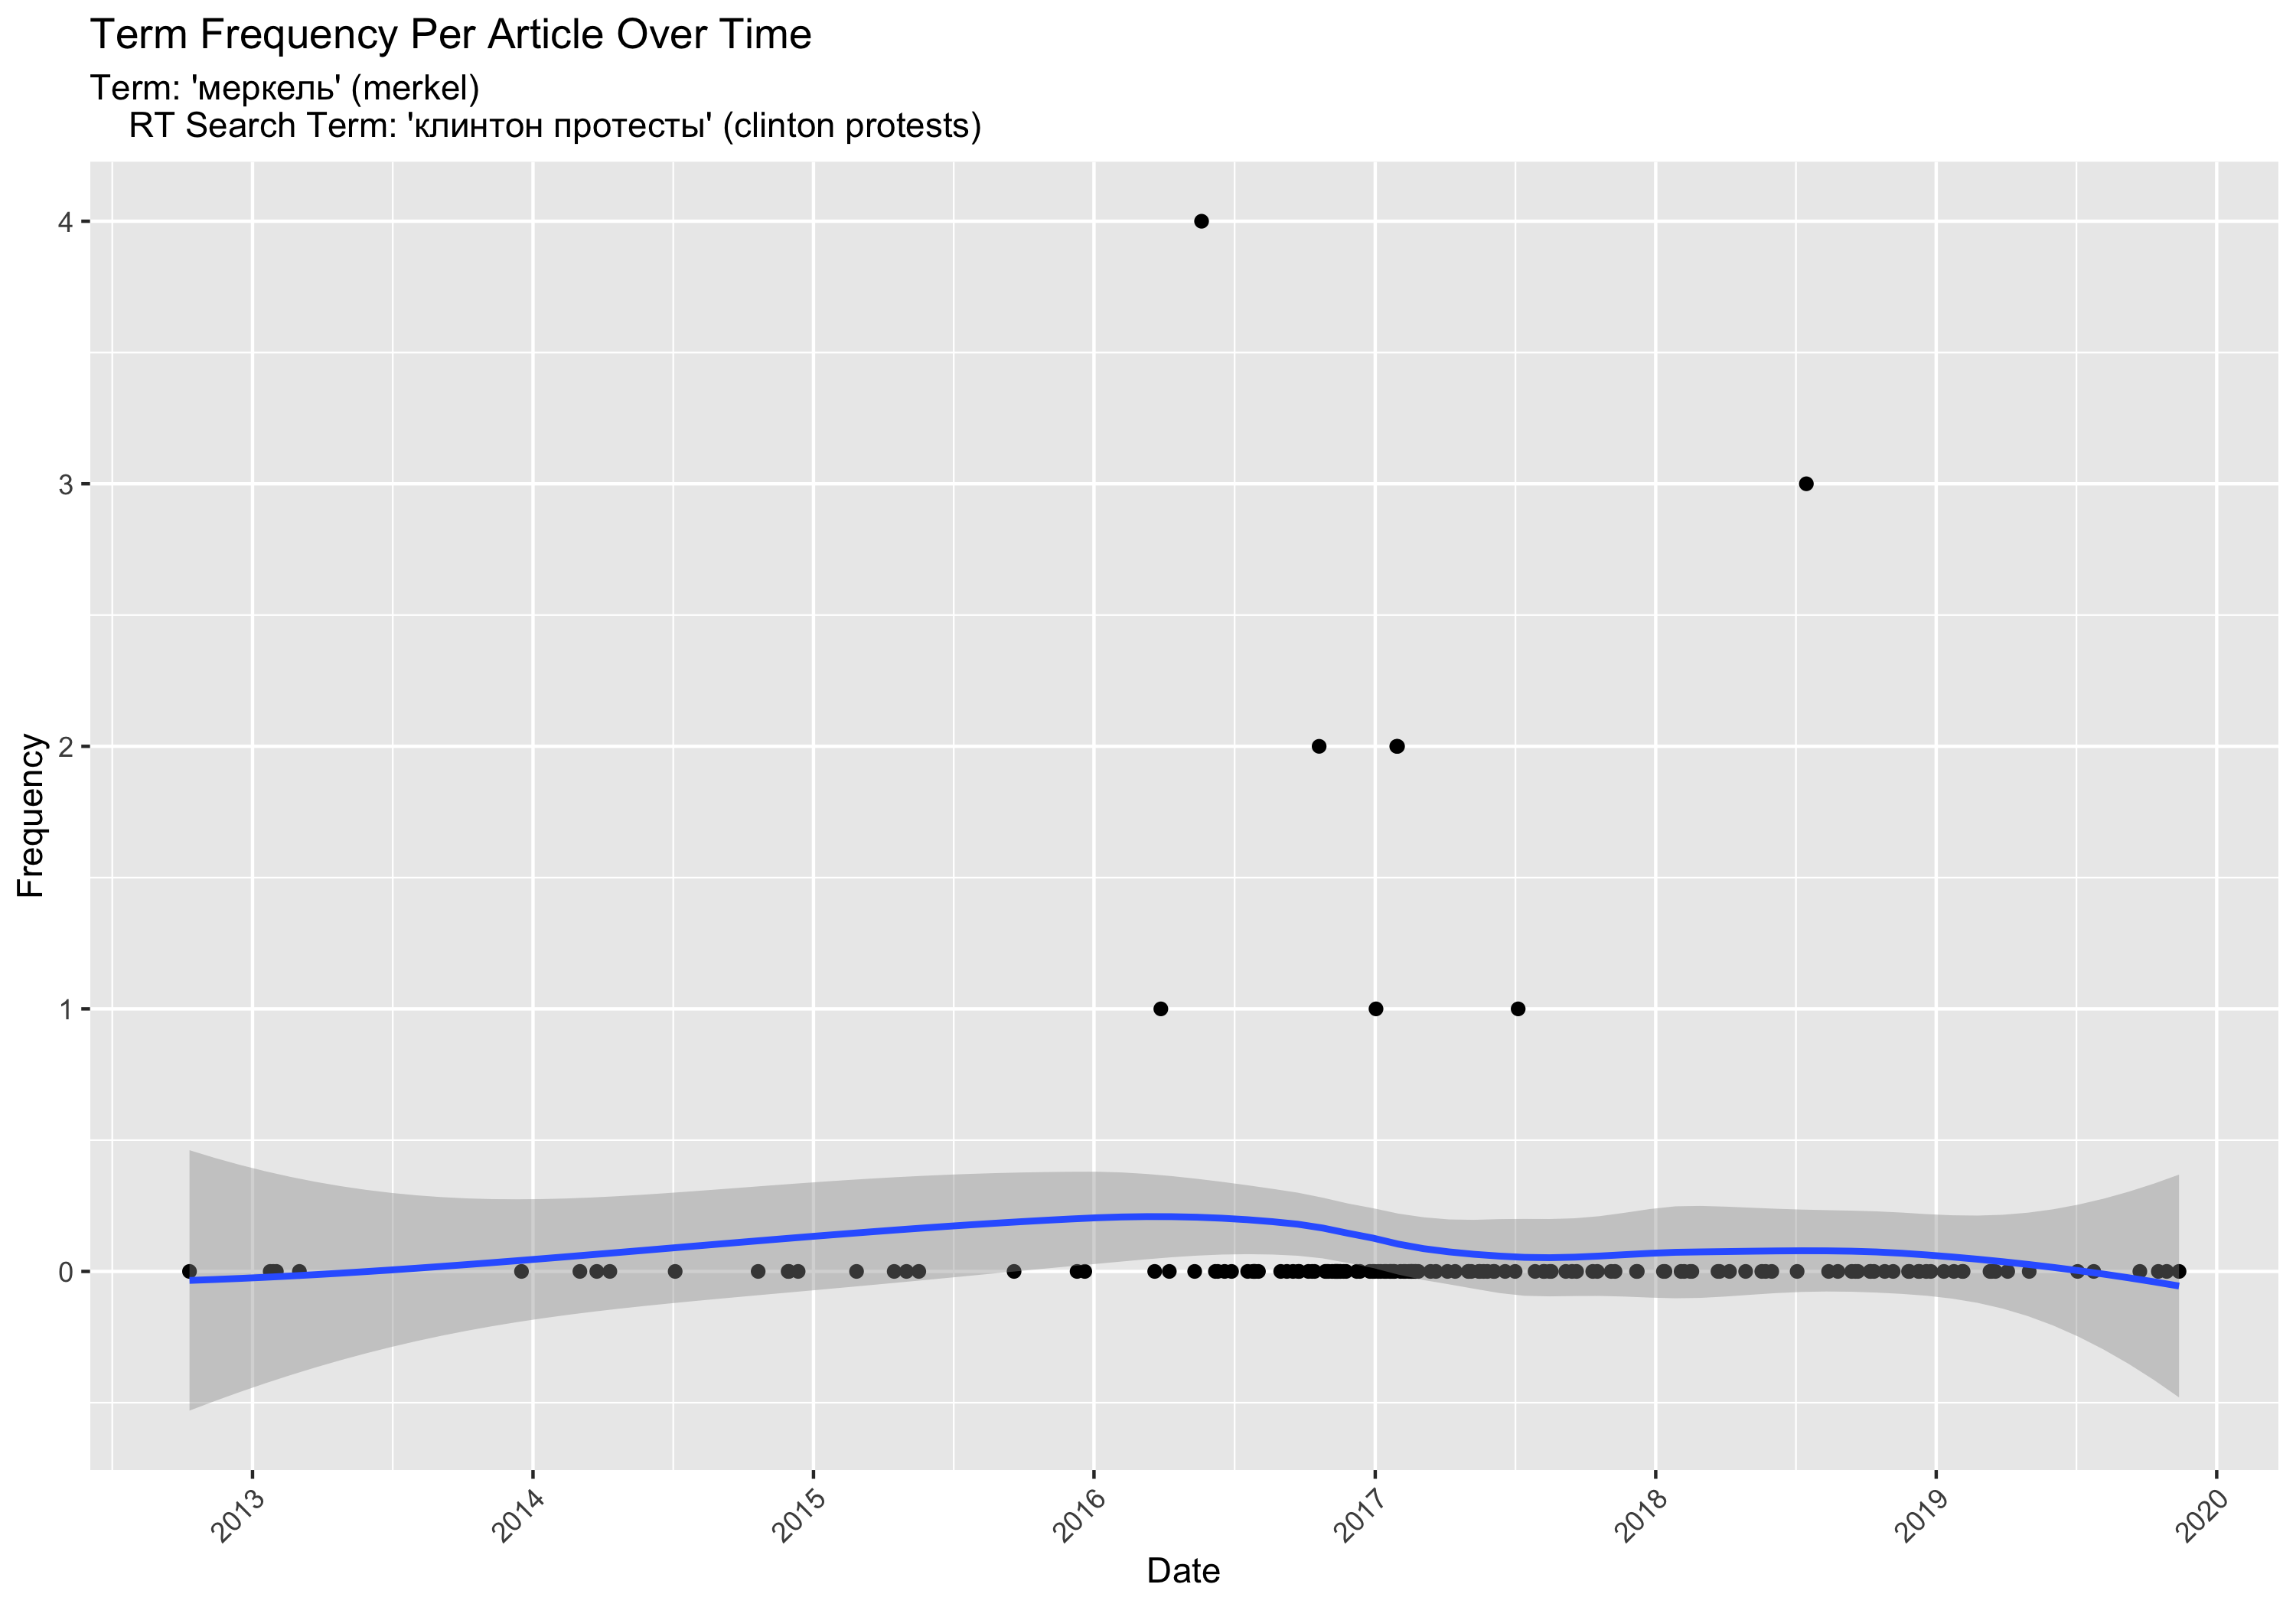 Term Frequency Per Article Over Time
Term: 'меркель' (merkel)
RT Search Term: 'клинтон протесты' (clinton protests)
4
3
2
1
0
Frequency
2013
2014
2015
2016
2017
2018
2019
2020
Date